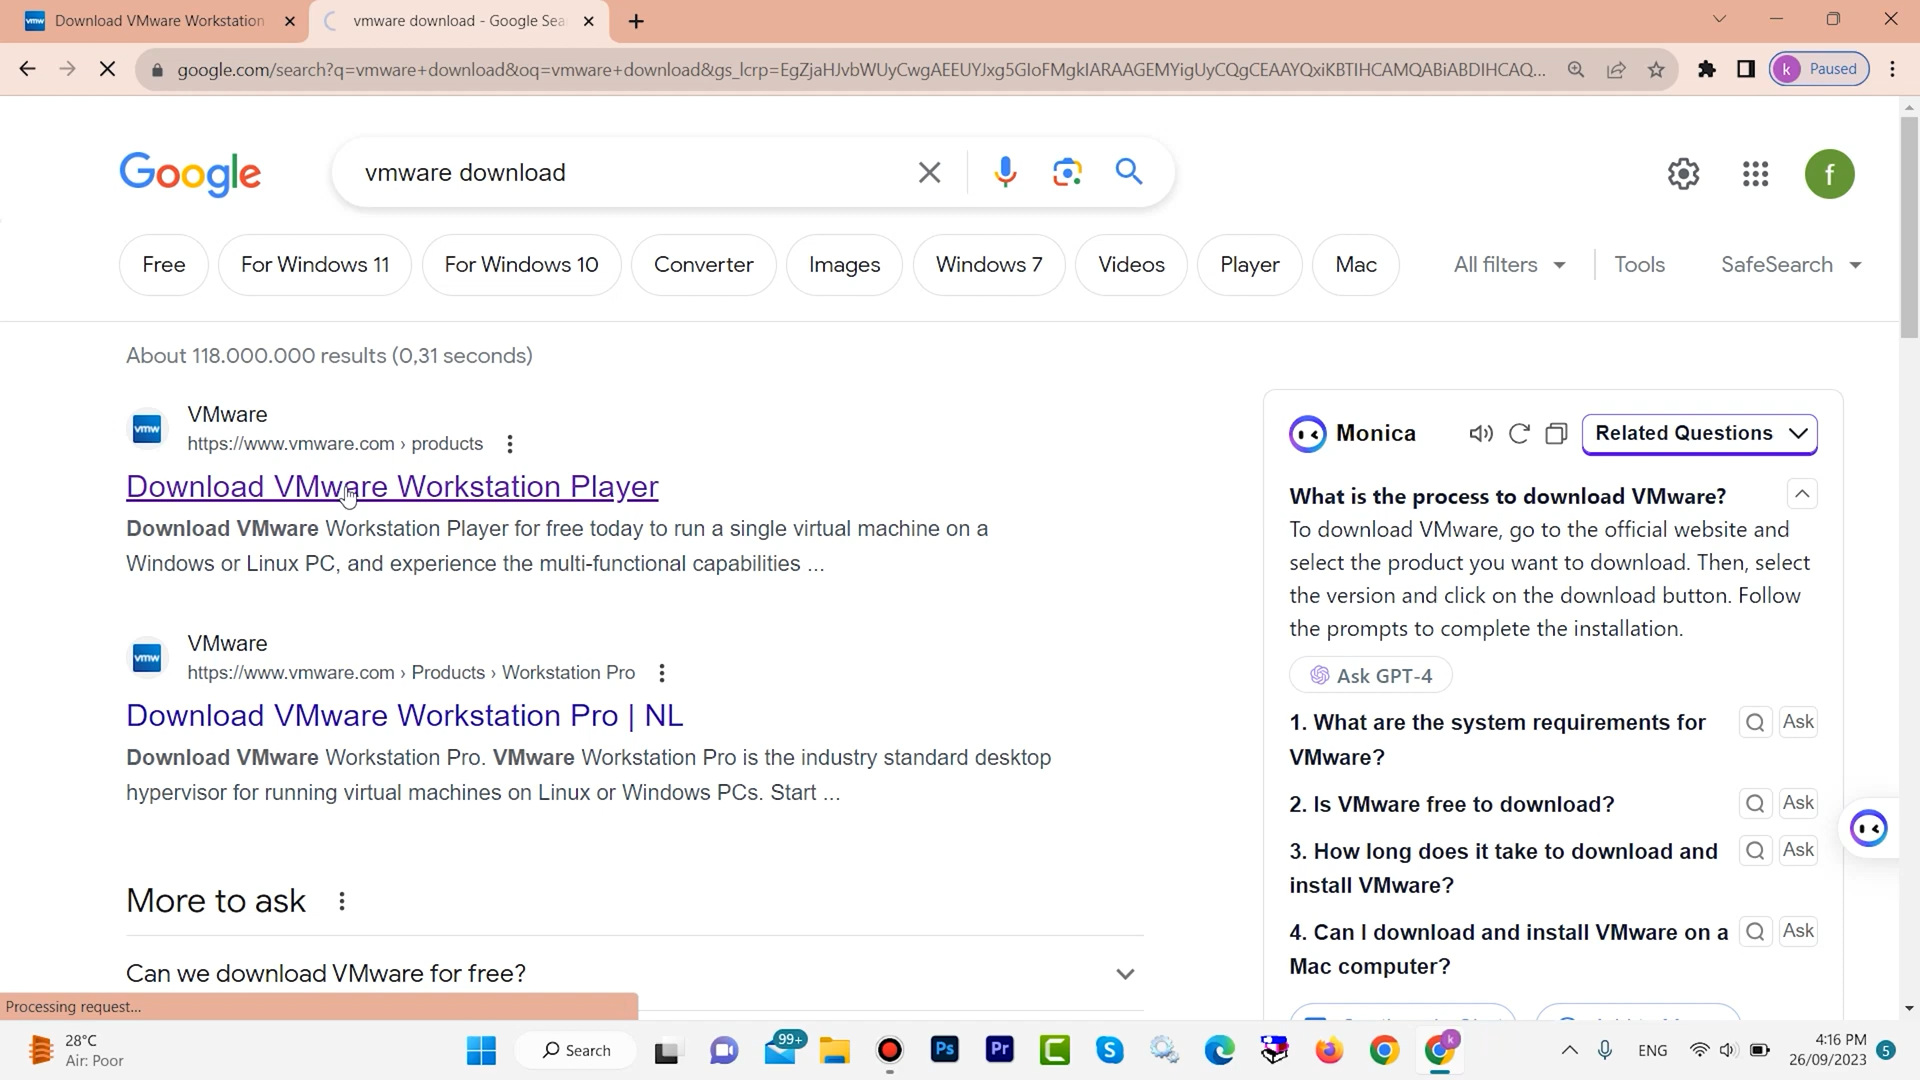 Download VMware Workstation
vmware download - Google Sea
google.com/search?q=vmware+download&oq=vmware+download&gs_lcrp=EgZjaHJvbWUyCwgAEEUYJxg5GIoFMgkIARAAGEMYigUyCQgCEAAYQxiKBTIHCAMQABiABDIHCAQ...
k Paused
Google
vmware download
f
Free
For Windows 11
For Windows 10
Converter
Images
Windows 7
Videos
Player
Mac
All filters
Tools
SafeSearch
About 118.000.000 results (0,31 seconds)
vmw
VMware
https://www.vmware.com › products
Download VMware Workstation Player
Download VMware Workstation Player for free today to run a single virtual machine on a
Windows or Linux PC, and experience the multi-functional capabilities ...
vmw
VMware
https://www.vmware.com › Products › Workstation Pro
Download VMware Workstation Pro | NL
Download VMware Workstation Pro. VMware Workstation Pro is the industry standard desktop
hypervisor for running virtual machines on Linux or Windows PCs. Start ...
More to ask
Can we download VMware for free?
Monica
Related Questions
What is the process to download VMware?
To download VMware, go to the official website and
select the product you want to download. Then, select
the version and click on the download button. Follow
the prompts to complete the installation.
Ask GPT-4
1. What are the system requirements for
VMware?
Ask
2. Is VMware free to download?
Ask
3. How long does it take to download and
install VMware?
Ask
4. Can I download and install VMware on a
Mac computer?
Ask
Processing request...
28°C
Air: Poor
Search
99+
Ps
Pr
ENG
4:16 PM
26/09/2023
5